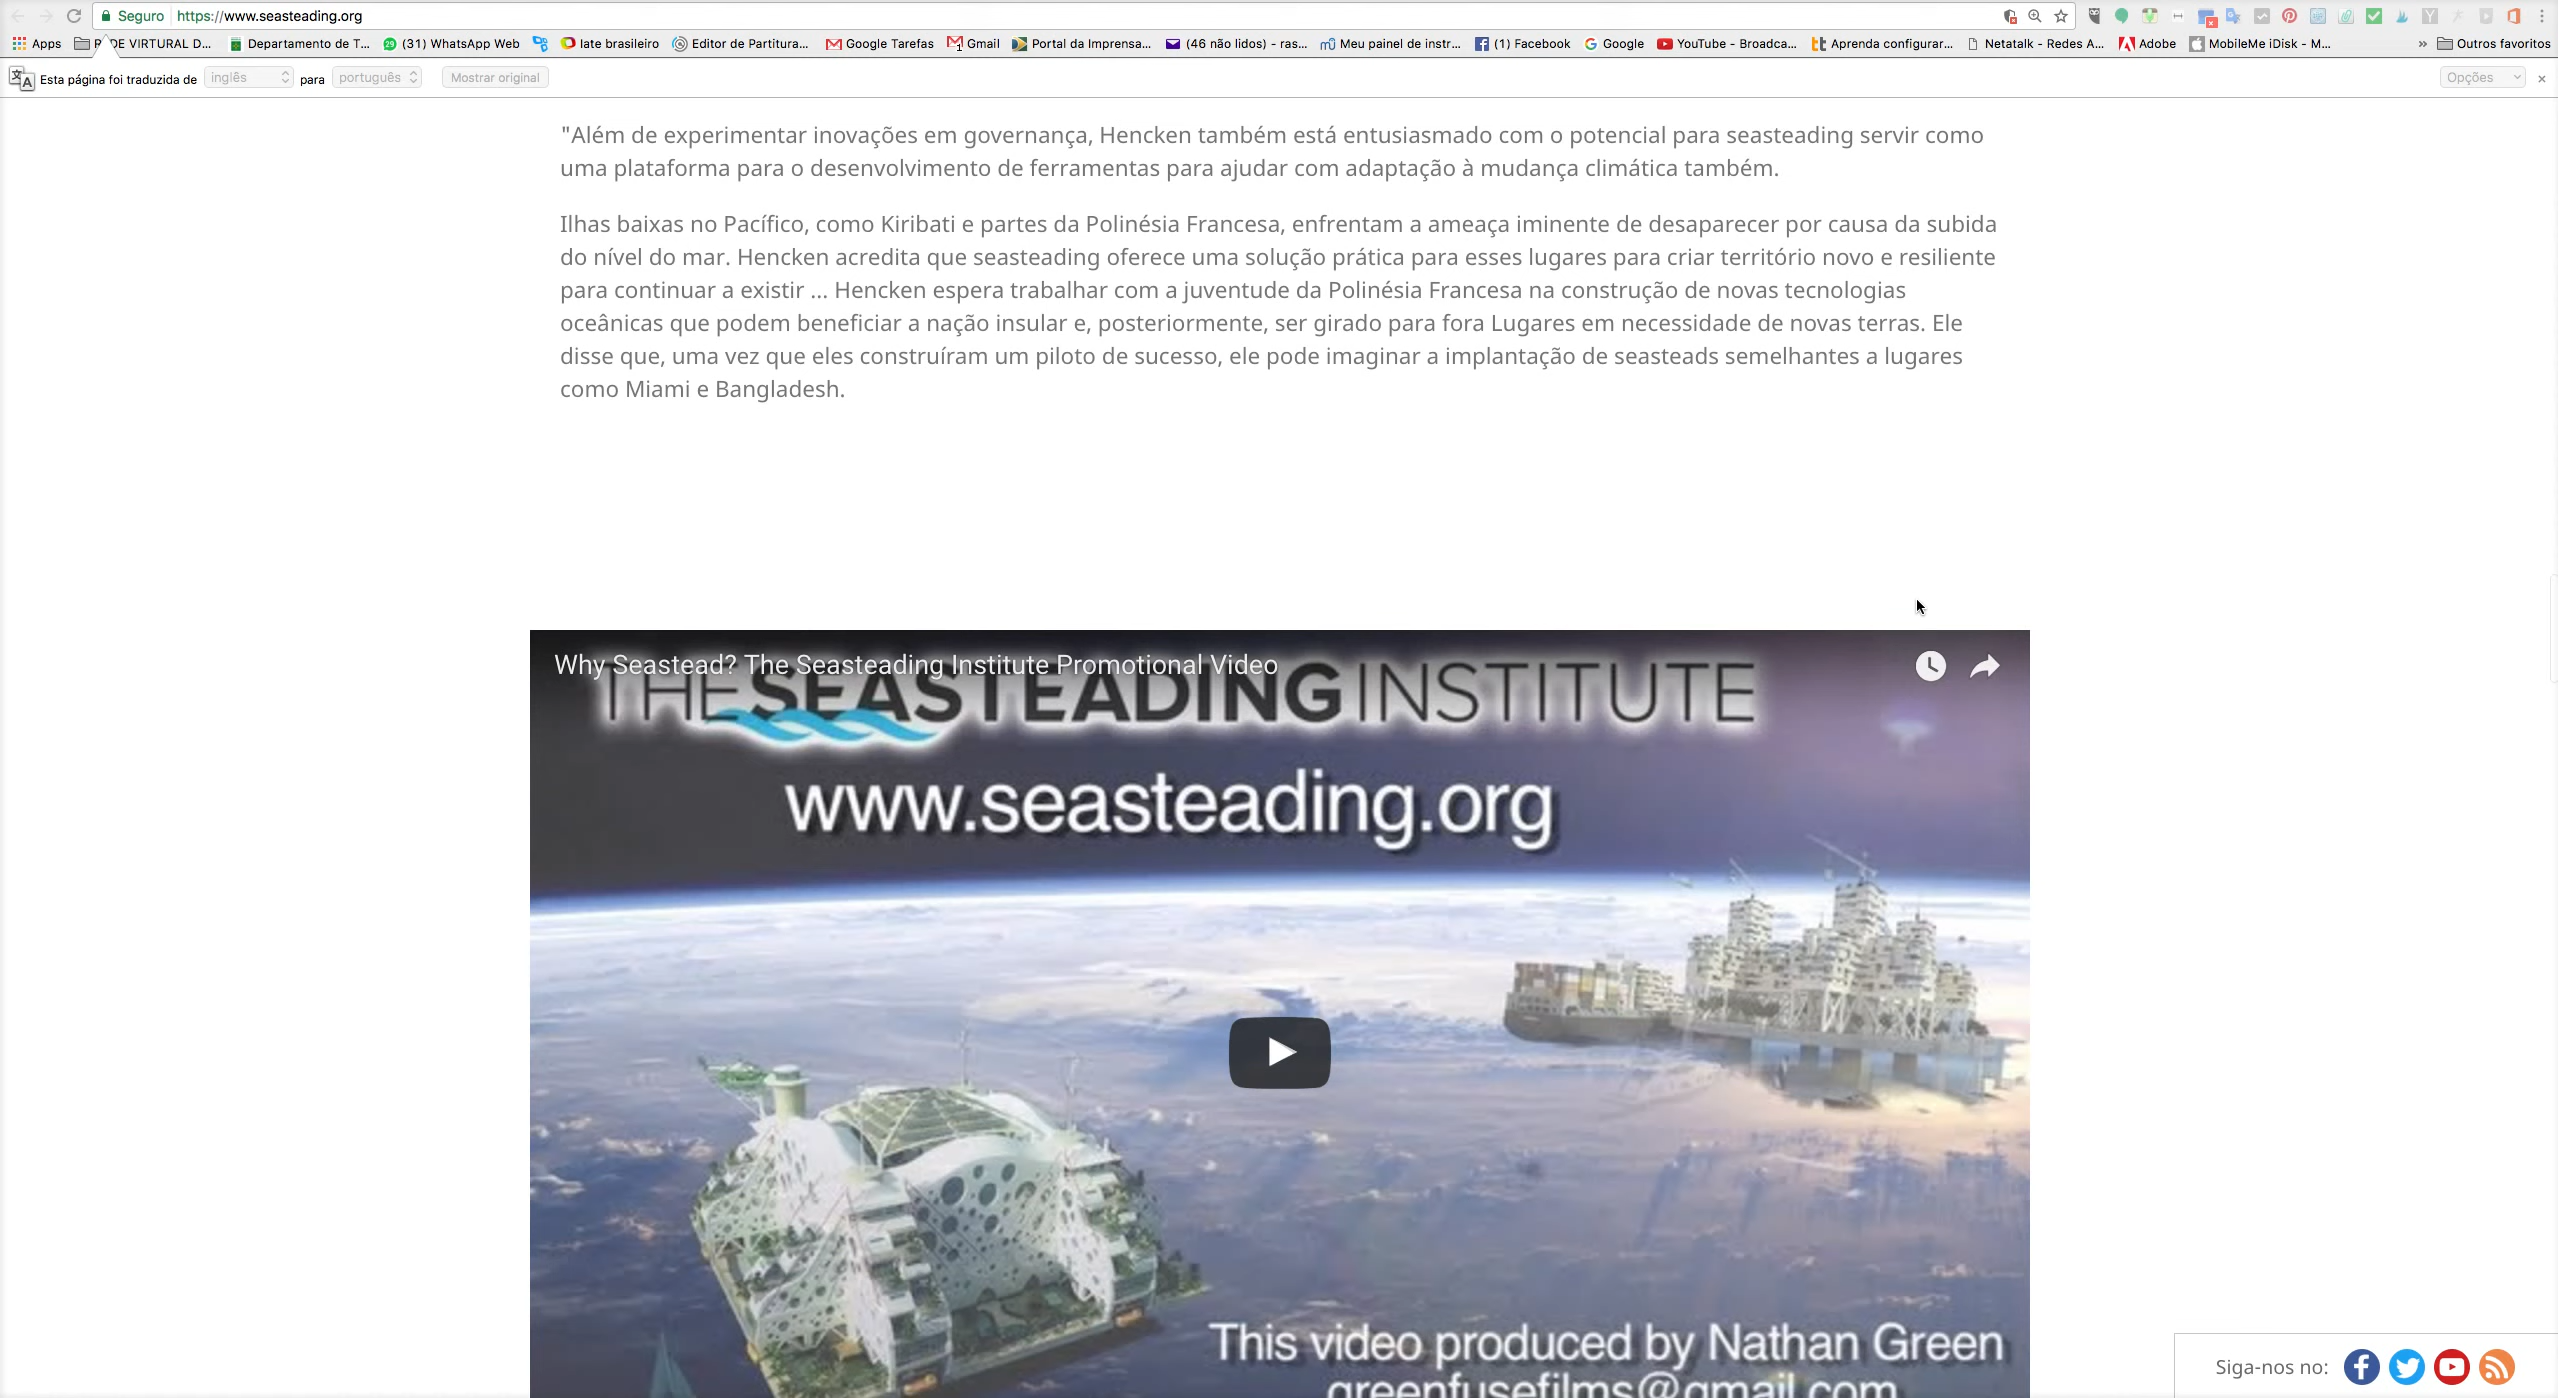 Seguro https://www.seasteading.org
Apps
Departamento de T...
(31) WhatsApp Web
Iate brasileiro
Editor de Partitura...
Google Tarefas
Gmail
Portal da Imprensa...
(46 não lidos) - ras...
Meu painel de instr...
(1) Facebook
Google
YouTube - Broadca...
Aprenda configurar...
Netatalk - Redes A...
Adobe
MobileMe iDisk - M...
»
Outros favoritos
Esta página foi traduzida de inglês para português Mostrar original Opções
"Além de experimentar inovações em governança, Hencken também está entusiasmado com o potencial para seasteading servir como
uma plataforma para o desenvolvimento de ferramentas para ajudar com adaptação à mudança climática também.
Ilhas baixas no Pacífico, como Kiribati e partes da Polinésia Francesa, enfrentam a ameaça iminente de desaparecer por causa da subida
do nível do mar. Hencken acredita que seasteading oferece uma solução prática para esses lugares para criar território novo e resiliente
para continuar a existir ... Hencken espera trabalhar com a juventude da Polinésia Francesa na construção de novas tecnologias
oceânicas que podem beneficiar a nação insular e, posteriormente, ser girado para fora Lugares em necessidade de novas terras. Ele
disse que, uma vez que eles construíram um piloto de sucesso, ele pode imaginar a implantação de seasteads semelhantes a lugares
como Miami e Bangladesh.
Why Seastead? The Seasteading Institute Promotional Video
THE SEASTEADING INSTITUTE
www.seasteading.org
This video produced by Nathan Green
greenfusefilms@gmail.com
Siga-nos no: